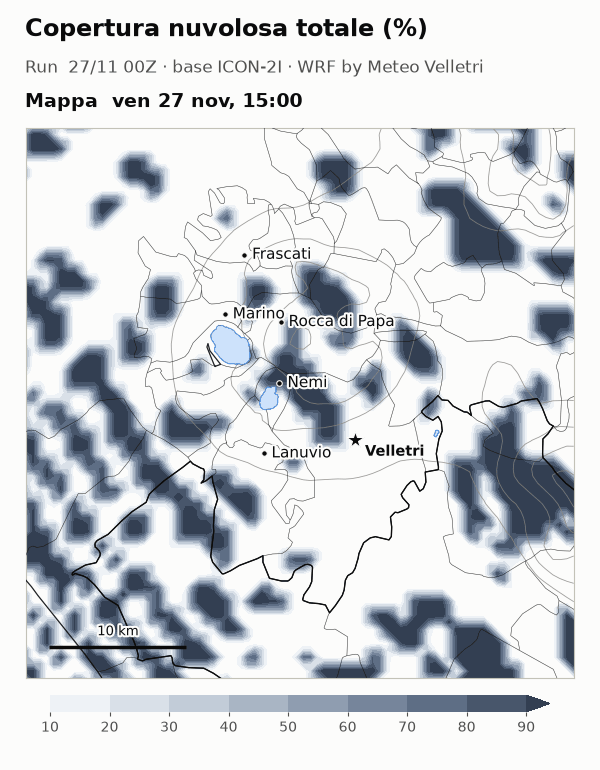 Copertura nuvolosa totale (%)
Run  27/11 00Z · base ICON-2I · WRF by Meteo Velletri
Mappa  ven 27 nov, 15:00
Frascati
Marino
Rocca di Papa
Nemi
Velletri
Lanuvio
10 km
10 20 30 40 50 60 70 80 90